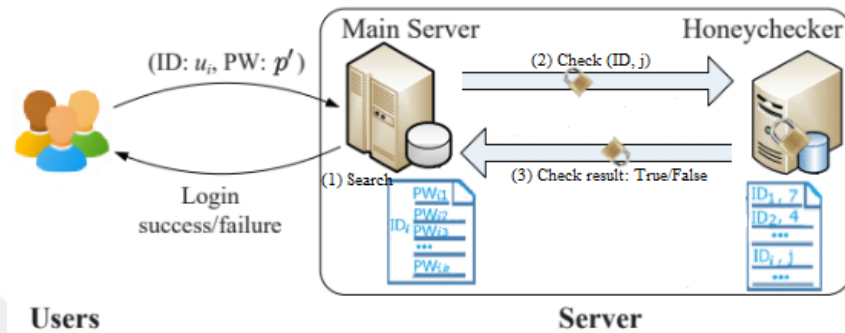 Main Server
Honeychecker
(ID: uᵢ, PW: p′)
(2) Check (ID, j)
(1) Search
(3) Check result: True/False
Login
success/failure
IDᵢ
PWᵢ₁
PWᵢ₂
PWᵢ₃
•••
PWᵢ,ₖ
ID₁, 7
ID₂, 4
•••
IDᵢ, j
•••
Users
Server